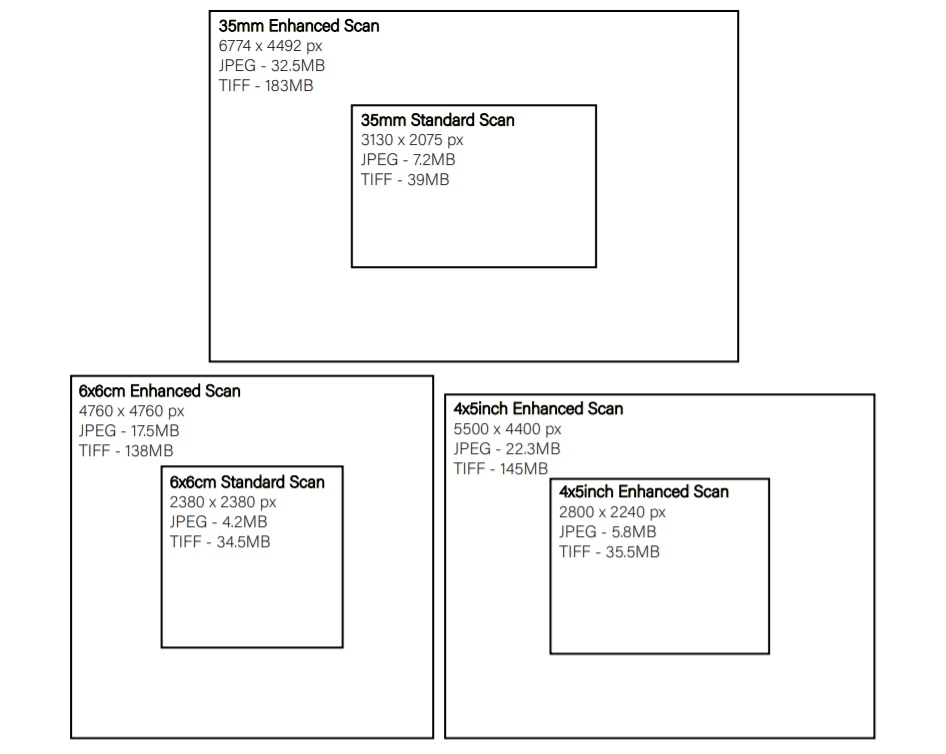 35mm Enhanced Scan
6774 x 4492 px
JPEG - 32.5MB
TIFF - 183MB
35mm Standard Scan
3130 x 2075 px
JPEG - 7.2MB
TIFF - 39MB
6x6cm Enhanced Scan
4760 x 4760 px
JPEG - 17.5MB
TIFF - 138MB
6x6cm Standard Scan
2380 x 2380 px
JPEG - 4.2MB
TIFF - 34.5MB
4x5inch Enhanced Scan
5500 x 4400 px
JPEG - 22.3MB
TIFF - 145MB
4x5inch Enhanced Scan
2800 x 2240 px
JPEG - 5.8MB
TIFF - 35.5MB